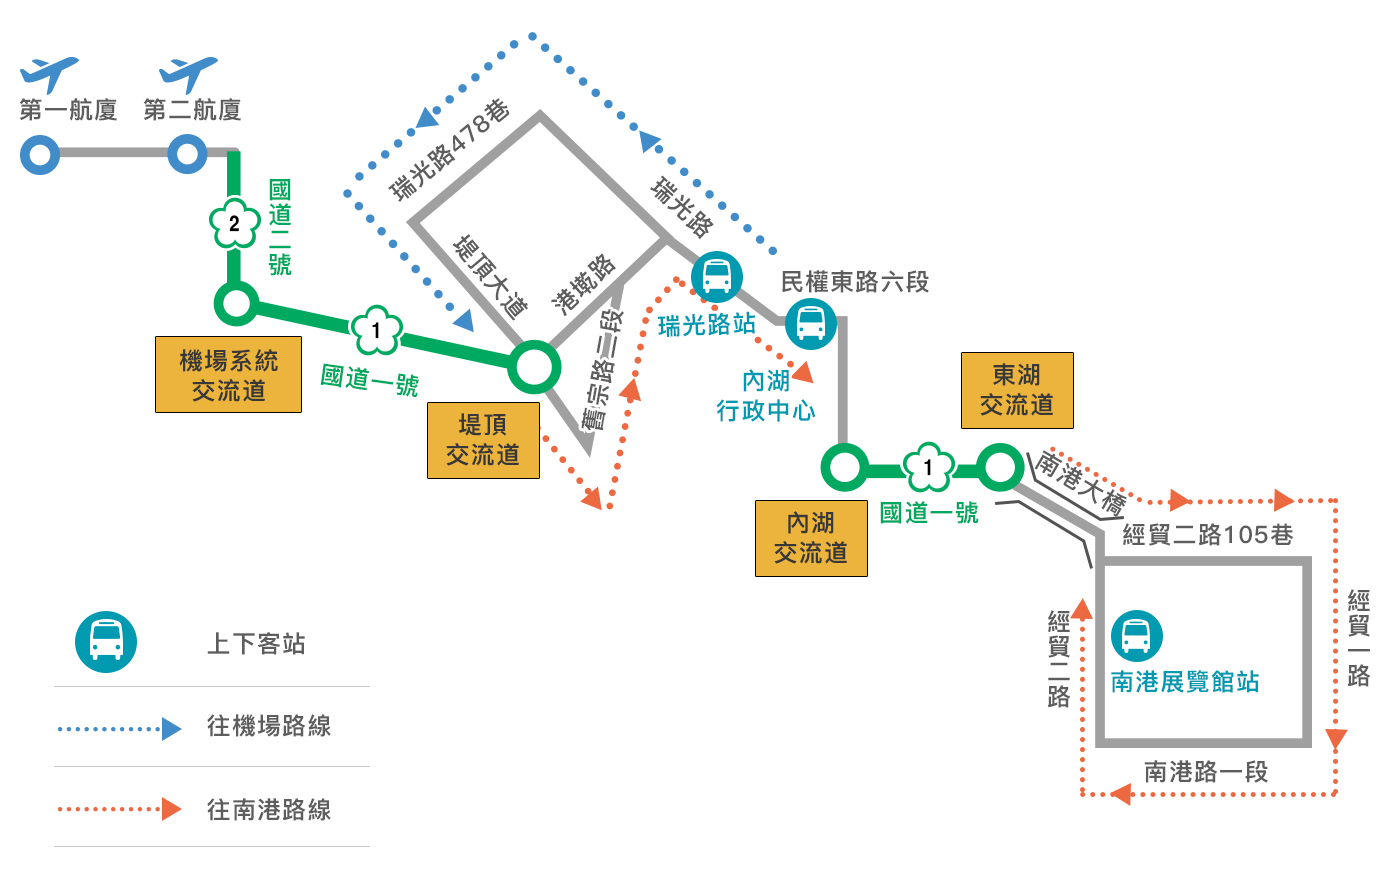 第一航廈
第二航廈
2
國道二號
機場系統
交流道
1
國道一號
瑞光路478巷
瑞光路
堤頂大道
港墘路
舊宗路二段
堤頂
交流道
瑞光路站
民權東路六段
內湖
行政中心
內湖
交流道
1
國道一號
東湖
交流道
南港大橋
經貿二路105巷
經貿一路
經貿二路
南港展覽館站
南港路一段
上下客站
往機場路線
往南港路線